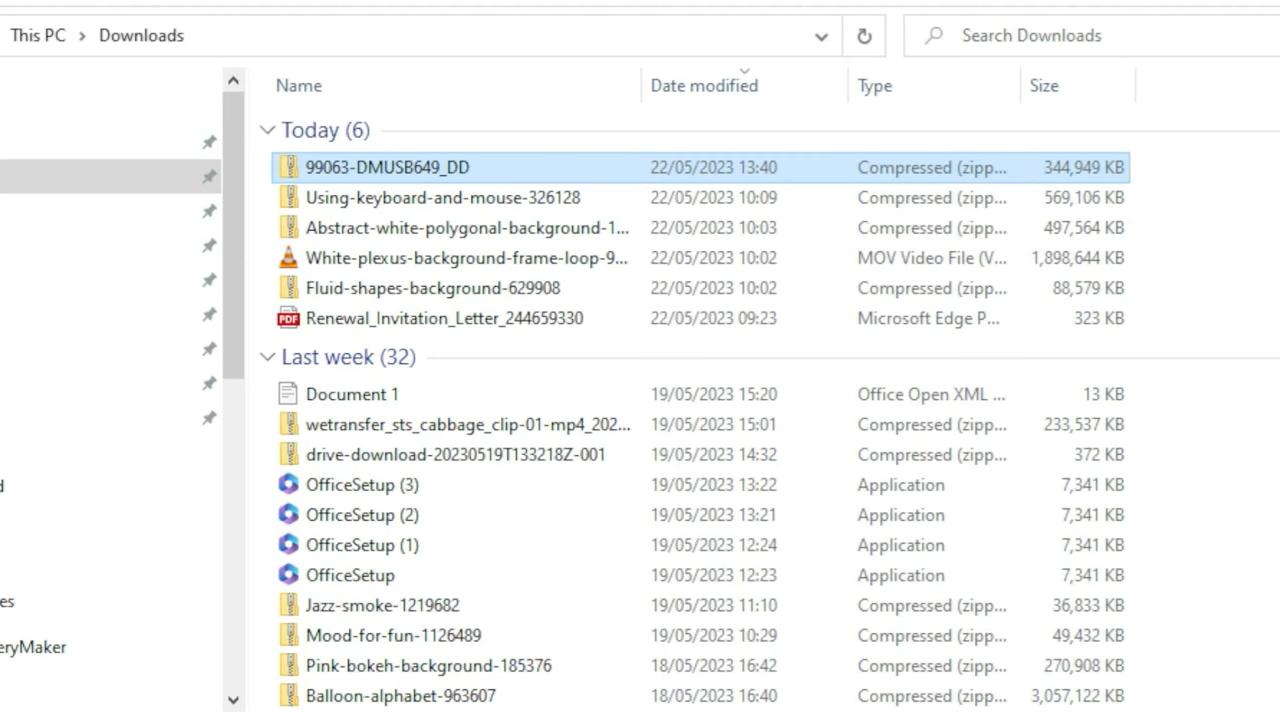 This PC > Downloads
Search Downloads
Name Date modified Type Size
Today (6)
99063-DMUSB649_DD 22/05/2023 13:40 Compressed (zipp... 344,949 KB
Using-keyboard-and-mouse-326128 22/05/2023 10:09 Compressed (zipp... 569,106 KB
Abstract-white-polygonal-background-1... 22/05/2023 10:03 Compressed (zipp... 497,564 KB
White-plexus-background-frame-loop-9... 22/05/2023 10:02 MOV Video File (V... 1,898,644 KB
Fluid-shapes-background-629908 22/05/2023 10:02 Compressed (zipp... 88,579 KB
PDF Renewal_Invitation_Letter_244659330 22/05/2023 09:23 Microsoft Edge P... 323 KB
Last week (32)
Document 1 19/05/2023 15:20 Office Open XML ... 13 KB
wetransfer_sts_cabbage_clip-01-mp4_202... 19/05/2023 15:01 Compressed (zipp... 233,537 KB
drive-download-20230519T133218Z-001 19/05/2023 14:32 Compressed (zipp... 372 KB
d
OfficeSetup (3) 19/05/2023 13:22 Application 7,341 KB
OfficeSetup (2) 19/05/2023 13:21 Application 7,341 KB
OfficeSetup (1) 19/05/2023 12:24 Application 7,341 KB
OfficeSetup 19/05/2023 12:23 Application 7,341 KB
es
Jazz-smoke-1219682 19/05/2023 11:10 Compressed (zipp... 36,833 KB
Mood-for-fun-1126489 19/05/2023 10:29 Compressed (zipp... 49,432 KB
eryMaker
Pink-bokeh-background-185376 18/05/2023 16:42 Compressed (zipp... 270,908 KB
Balloon-alphabet-963607 18/05/2023 16:40 Compressed (zipp... 3,057,122 KB